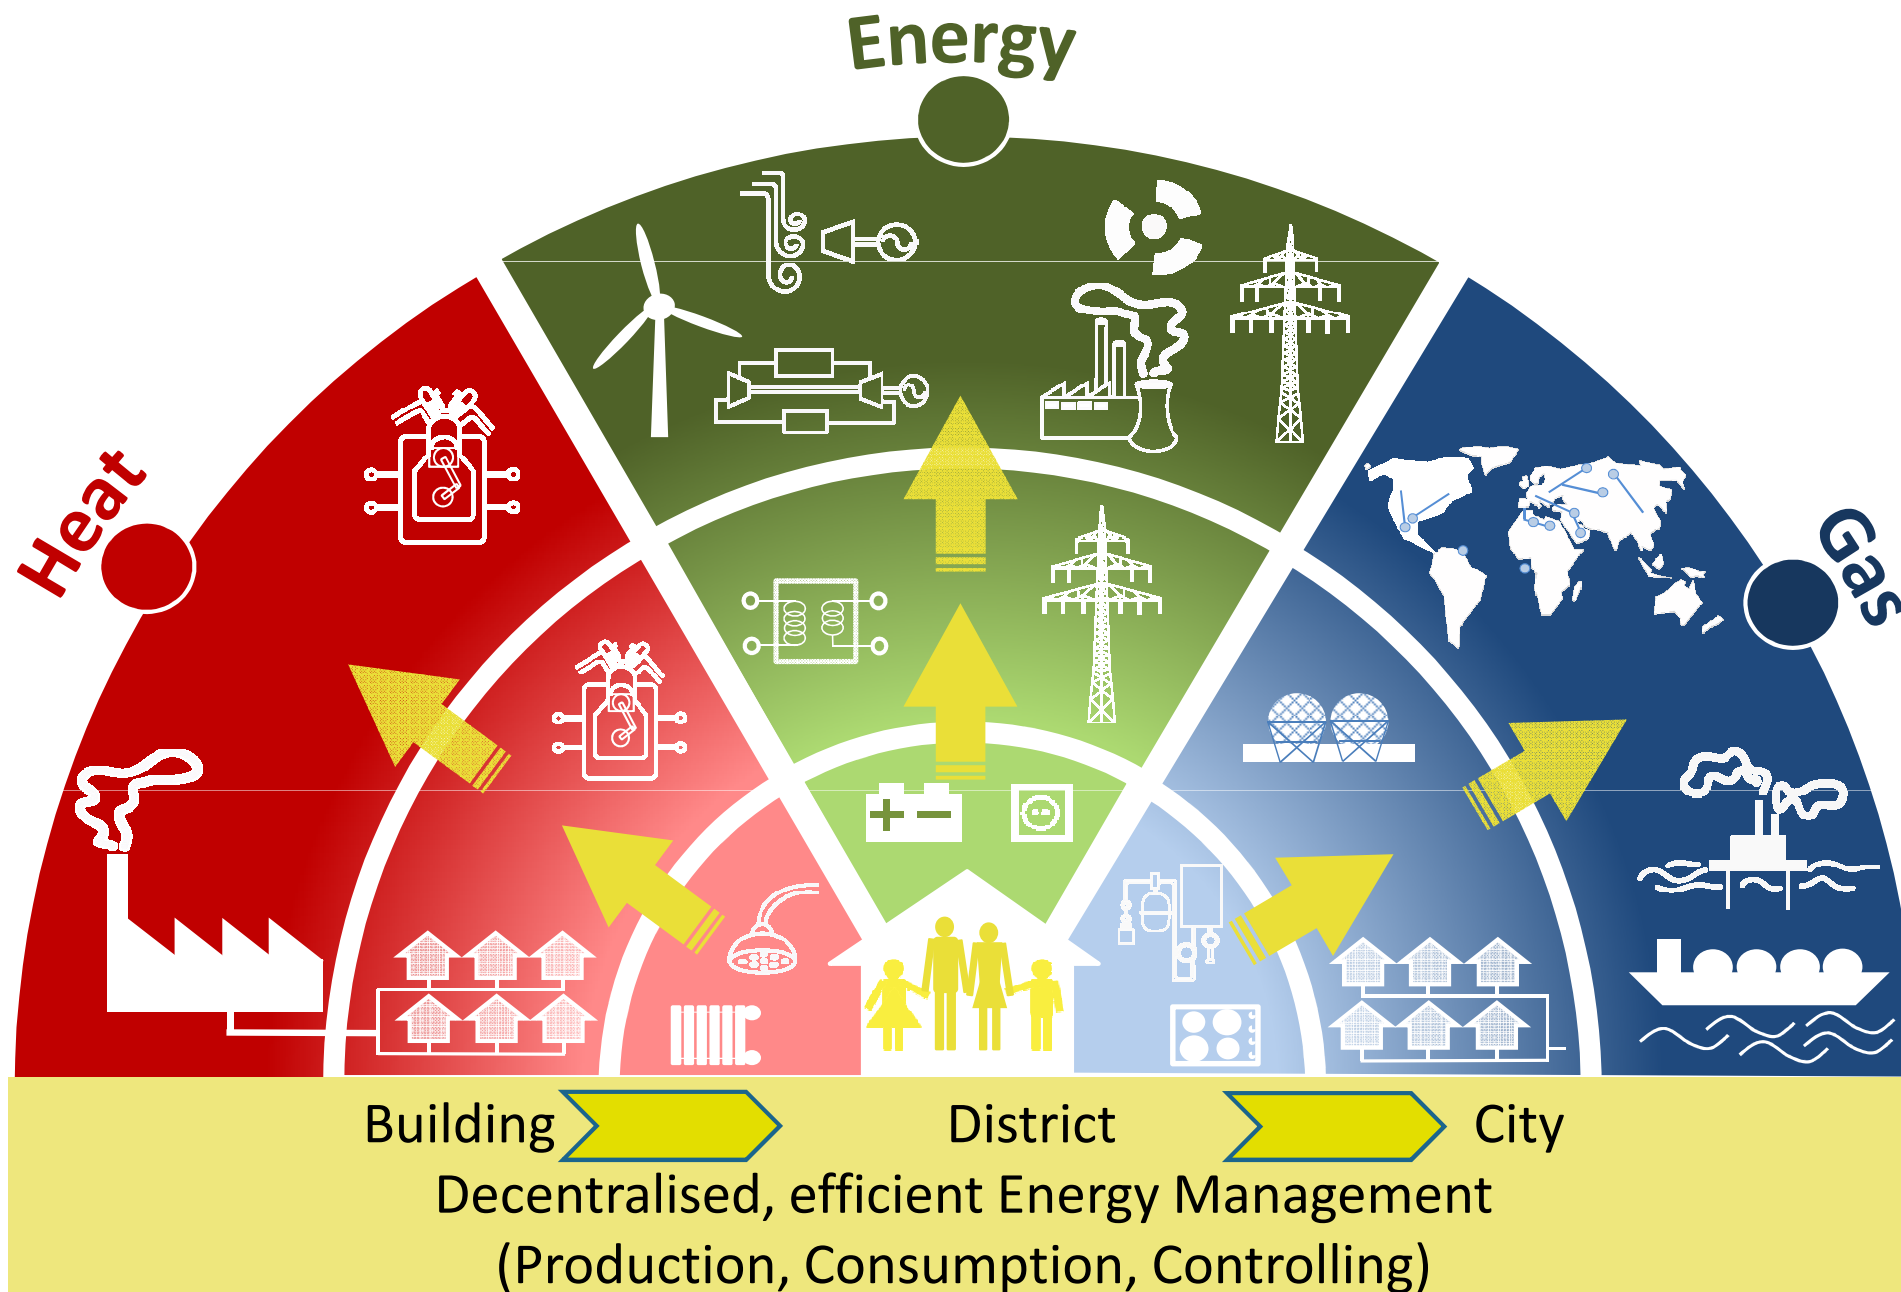 Energy
Heat
Gas
Building District City
Decentralised, efficient Energy Management
(Production, Consumption, Controlling)